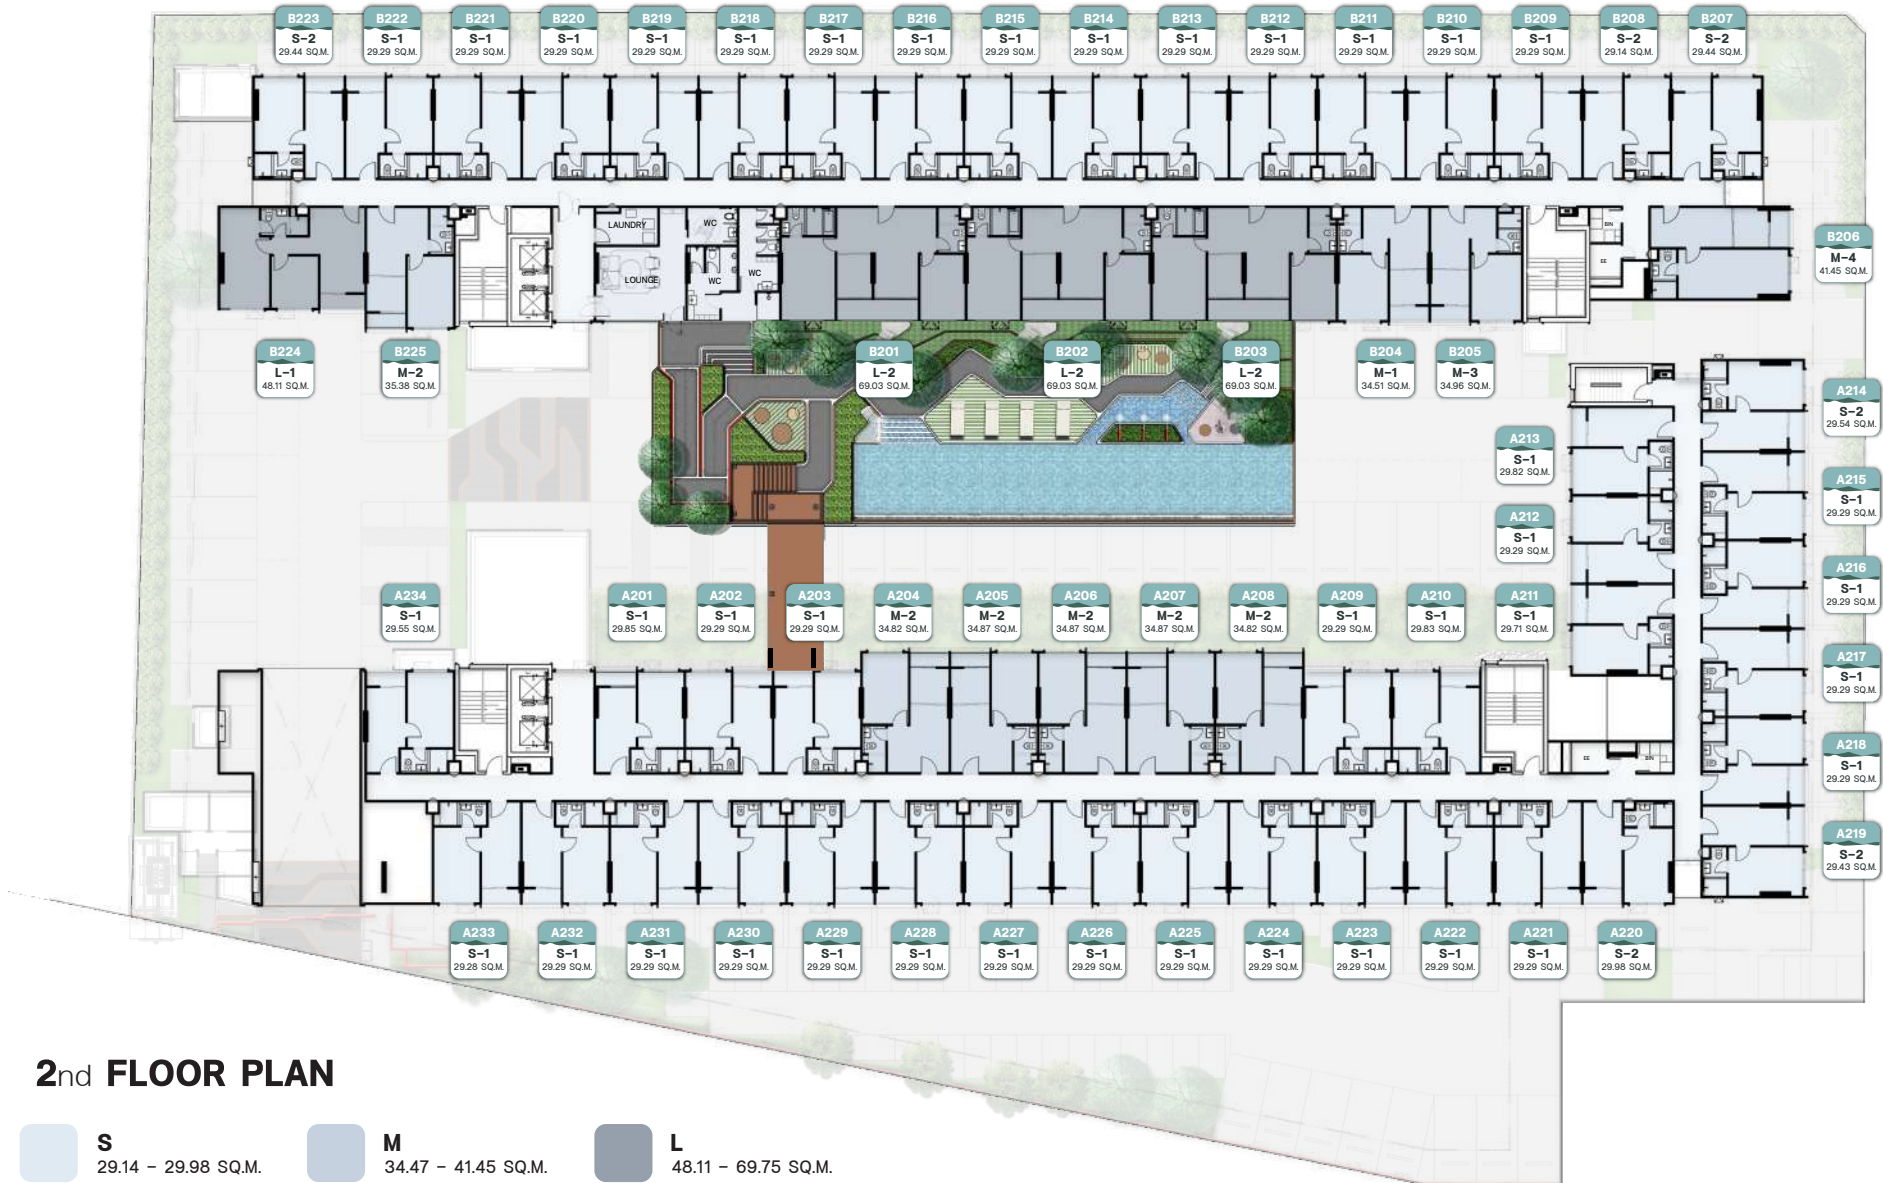 B223
S-2
29.44 SQ.M.
B222
S-1
29.29 SQ.M.
B221
S-1
29.29 SQ.M.
B220
S-1
29.29 SQ.M.
B219
S-1
29.29 SQ.M.
B218
S-1
29.29 SQ.M.
B217
S-1
29.29 SQ.M.
B216
S-1
29.29 SQ.M.
B215
S-1
29.29 SQ.M.
B214
S-1
29.29 SQ.M.
B213
S-1
29.29 SQ.M.
B212
S-1
29.29 SQ.M.
B211
S-1
29.29 SQ.M.
B210
S-1
29.29 SQ.M.
B209
S-1
29.29 SQ.M.
B208
S-2
29.14 SQ.M.
B207
S-2
29.44 SQ.M.
LAUNDRY
WC
LOUNGE
WC
WC
BIN
EE
B206
M-4
41.45 SQ.M.
B224
L-1
48.11 SQ.M.
B225
M-2
35.38 SQ.M.
B201
L-2
69.03 SQ.M.
B202
L-2
69.03 SQ.M.
B203
L-2
69.03 SQ.M.
B204
M-1
34.51 SQ.M.
B205
M-3
34.96 SQ.M.
A214
S-2
29.54 SQ.M.
A213
S-1
29.82 SQ.M.
A215
S-1
29.29 SQ.M.
A212
S-1
29.29 SQ.M.
A216
S-1
29.29 SQ.M.
A234
S-1
29.55 SQ.M.
A201
S-1
29.85 SQ.M.
A202
S-1
29.29 SQ.M.
A203
S-1
29.29 SQ.M.
A204
M-2
34.82 SQ.M.
A205
M-2
34.87 SQ.M.
A206
M-2
34.87 SQ.M.
A207
M-2
34.87 SQ.M.
A208
M-2
34.82 SQ.M.
A209
S-1
29.29 SQ.M.
A210
S-1
29.83 SQ.M.
A211
S-1
29.71 SQ.M.
A217
S-1
29.29 SQ.M.
A218
S-1
29.29 SQ.M.
EE
BIN
A219
S-2
29.43 SQ.M.
A233
S-1
29.28 SQ.M.
A232
S-1
29.29 SQ.M.
A231
S-1
29.29 SQ.M.
A230
S-1
29.29 SQ.M.
A229
S-1
29.29 SQ.M.
A228
S-1
29.29 SQ.M.
A227
S-1
29.29 SQ.M.
A226
S-1
29.29 SQ.M.
A225
S-1
29.29 SQ.M.
A224
S-1
29.29 SQ.M.
A223
S-1
29.29 SQ.M.
A222
S-1
29.29 SQ.M.
A221
S-1
29.29 SQ.M.
A220
S-2
29.98 SQ.M.
2nd FLOOR PLAN
S
29.14 - 29.98 SQ.M.
M
34.47 - 41.45 SQ.M.
L
48.11 - 69.75 SQ.M.